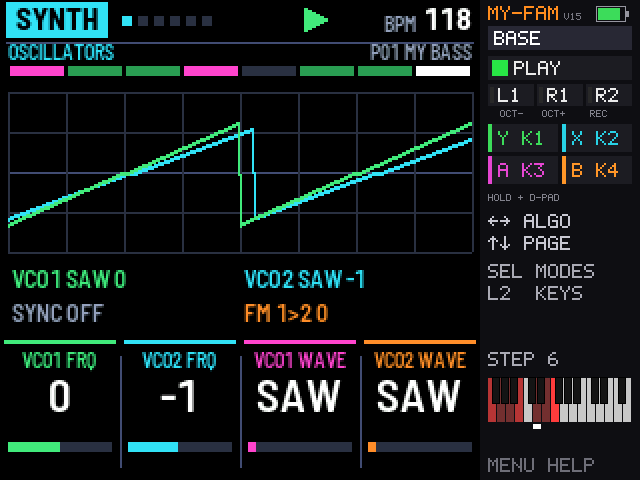 SYNTH
BPM 118
OSCILLATORS
P01 MY BASS
VCO1 SAW 0
VCO2 SAW -1
SYNC OFF
FM 1>2 0
VCO1 FRQ
VCO2 FRQ
VCO1 WAVE
VCO2 WAVE
0
-1
SAW
SAW
MY-FAM V15
BASE
PLAY
L1 R1 R2
OCT- OCT+ REC
Y K1
X K2
A K3
B K4
HOLD + D-PAD
↔ ALGO
↑↓ PAGE
SEL MODES
L2 KEYS
STEP 6
MENU HELP